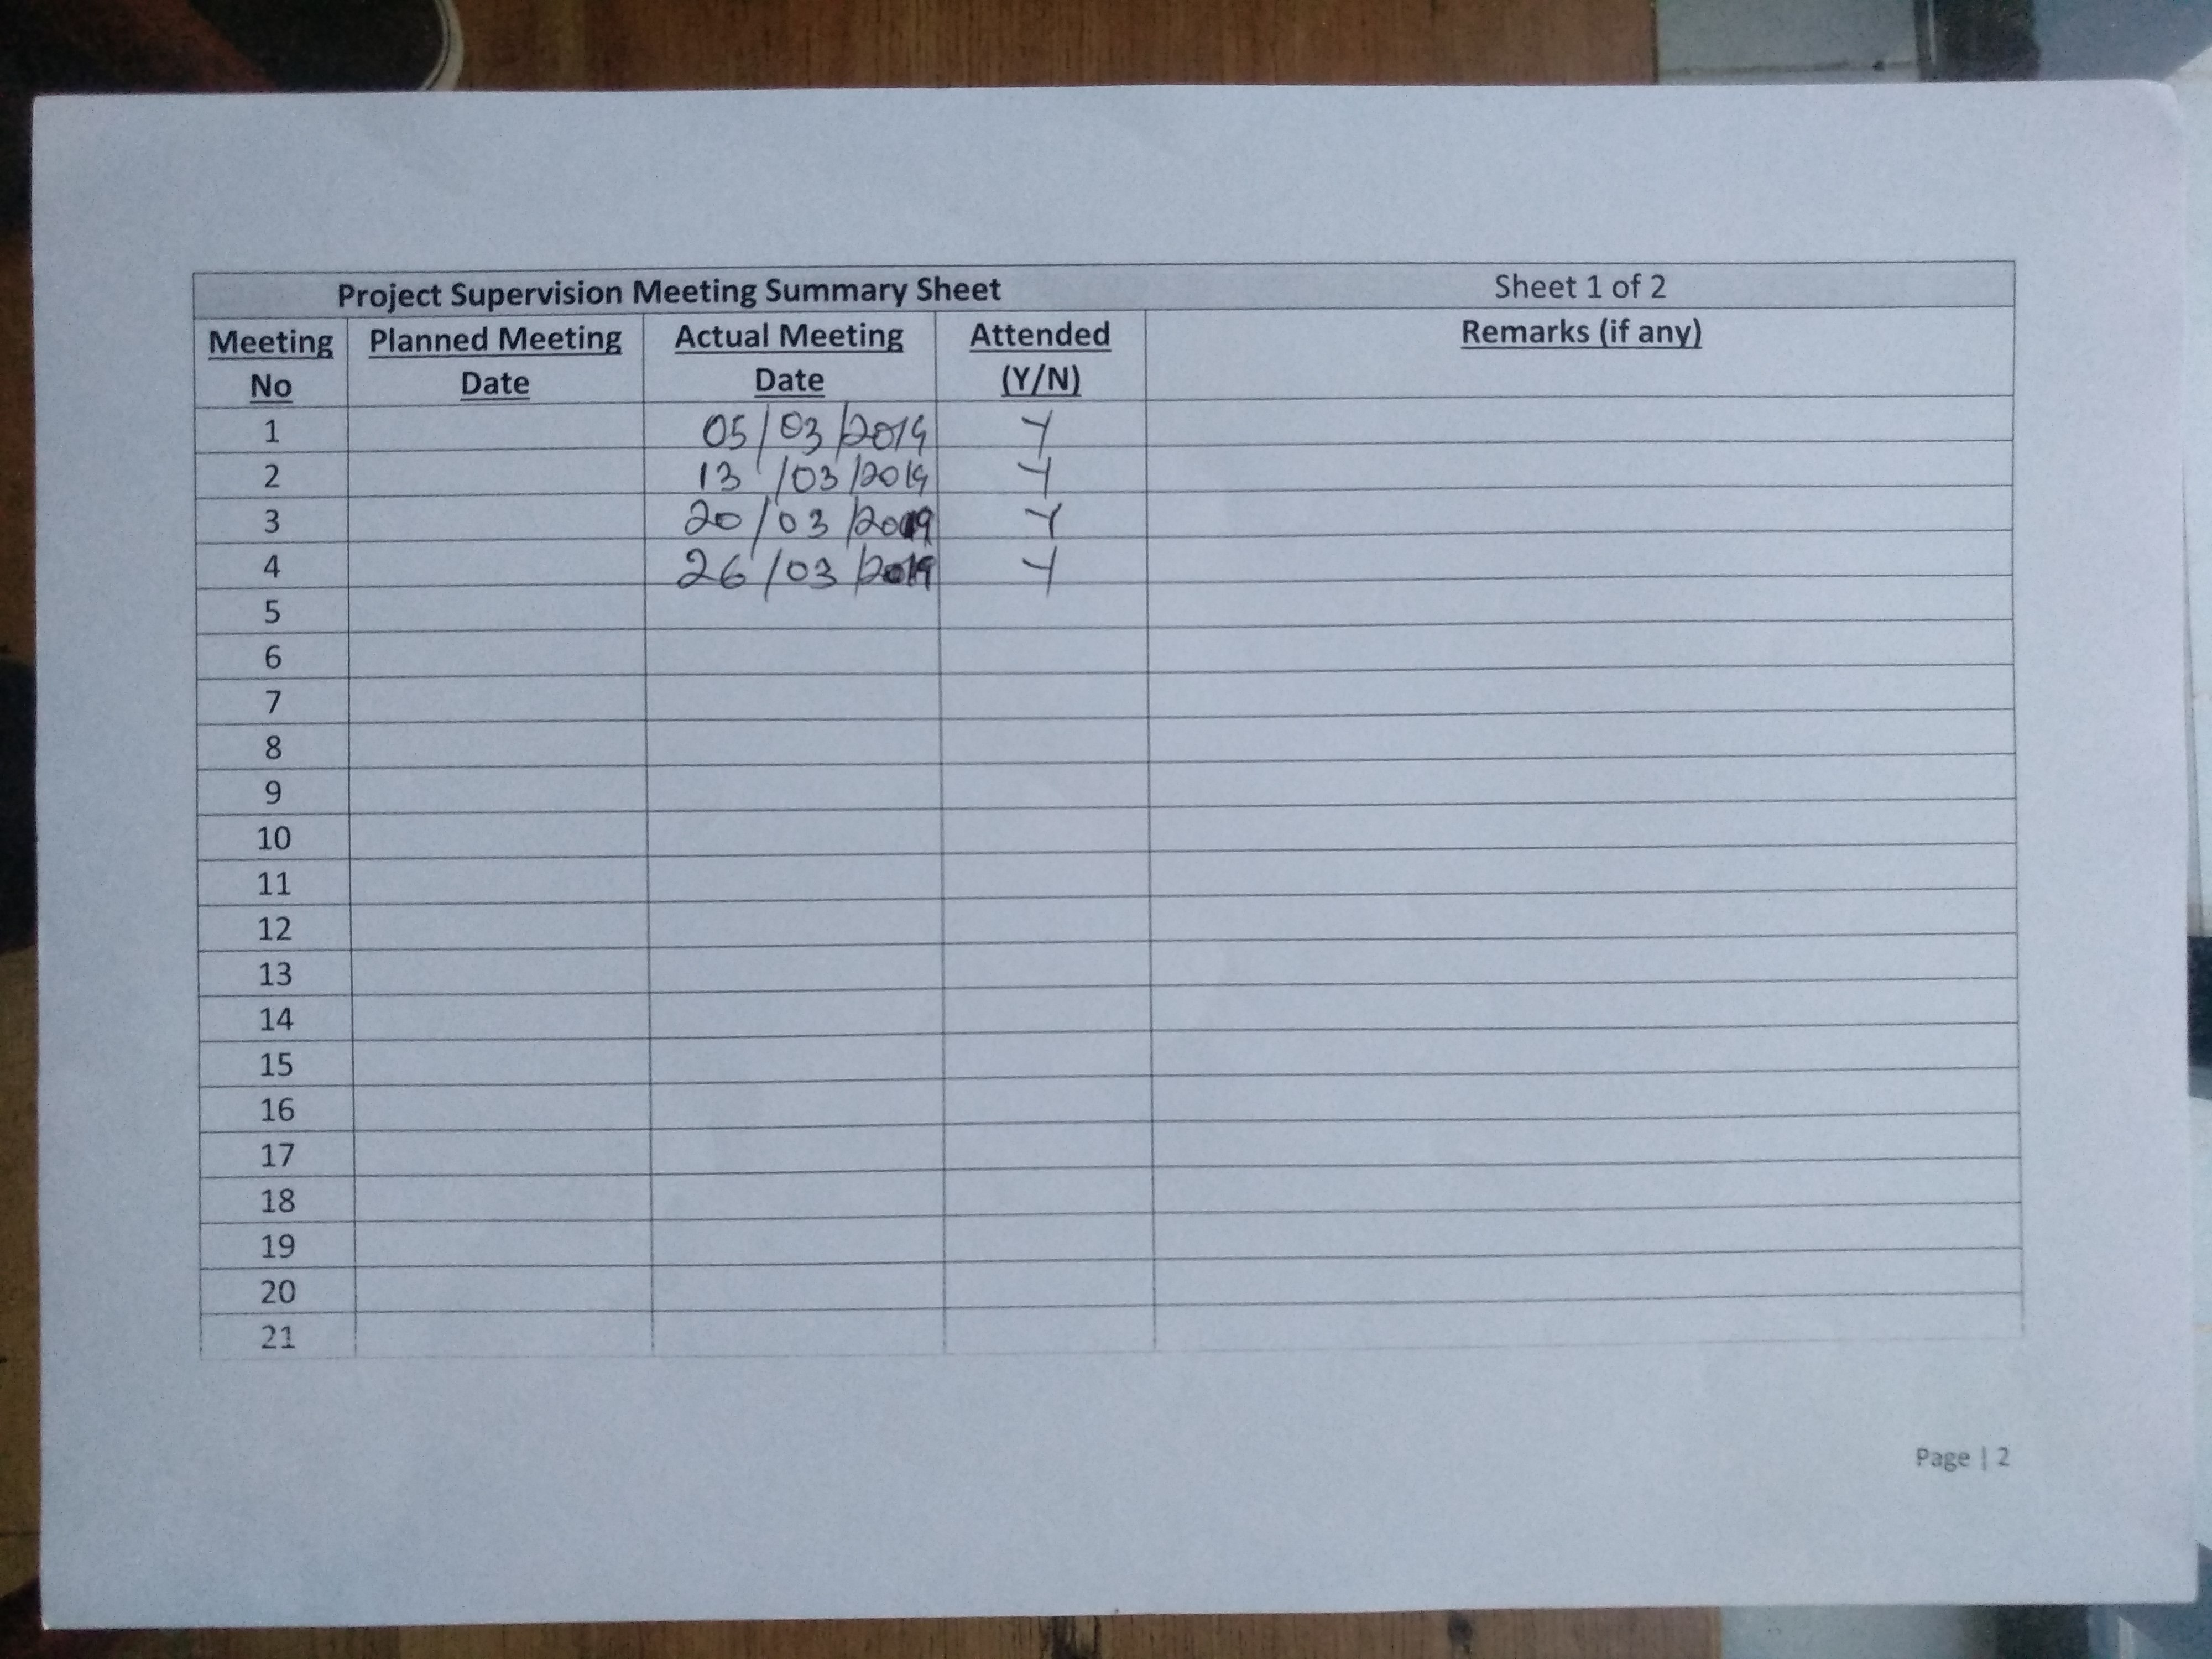 Project Supervision Meeting Summary Sheet Sheet 1 of 2
Meeting No Planned Meeting Date Actual Meeting Date Attended (Y/N) Remarks (if any)
1 05/03/2019 Y
2 13/03/2019 Y
3 20/03/2019 Y
4 26/03/2019 Y
5
6
7
8
9
10
11
12
13
14
15
16
17
18
19
20
21
Page | 2